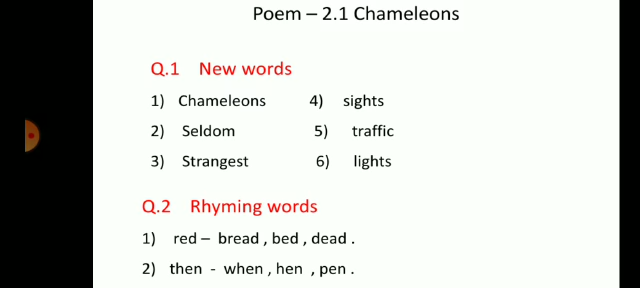 Poem – 2.1 Chameleons
Q.1 New words
1) Chameleons 4) sights
2) Seldom 5) traffic
3) Strangest 6) lights
Q.2 Rhyming words
1) red – bread , bed , dead .
2) then - when , hen , pen .